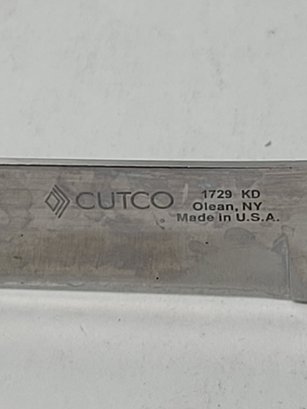 CUTCO
1729 KD
Olean, NY
Made in U.S.A.